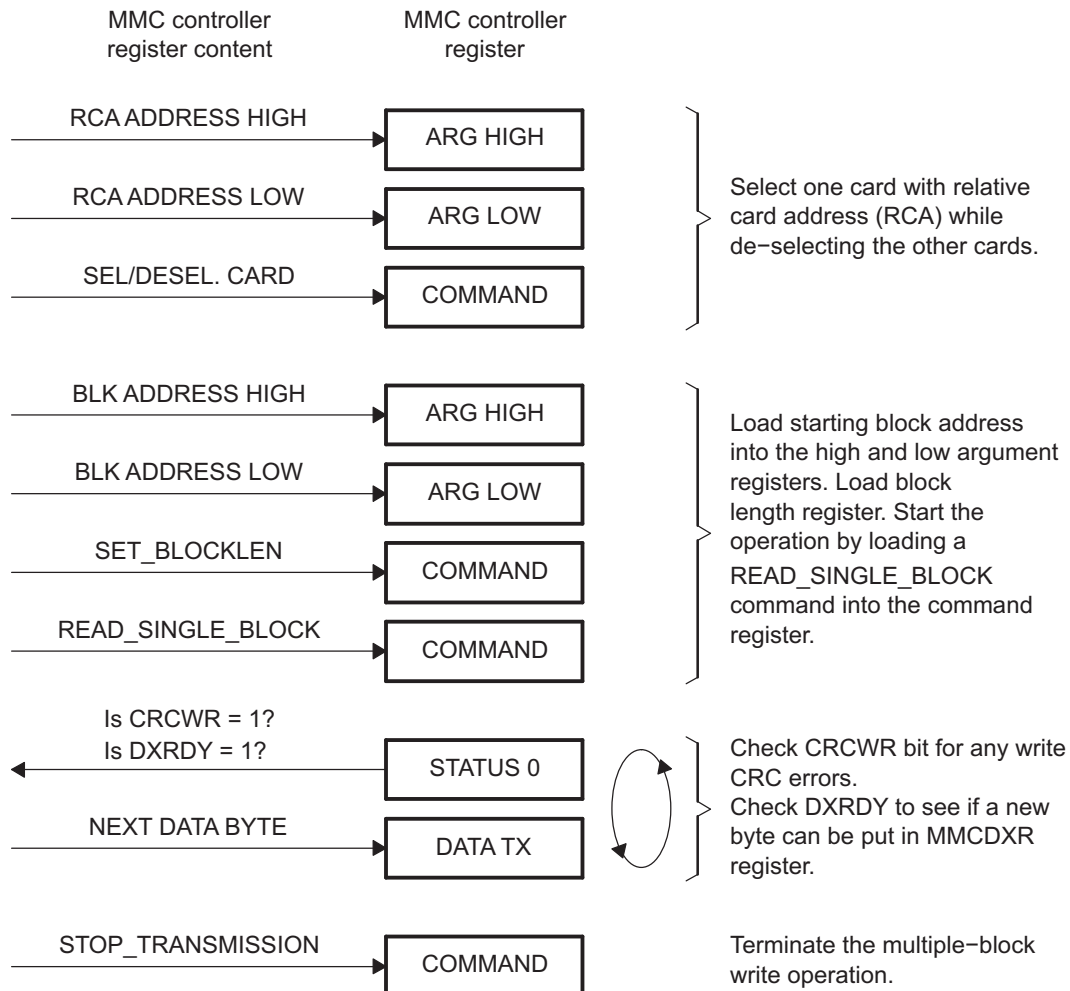 MMC controller
register content
MMC controller
register
RCA ADDRESS HIGH
ARG HIGH
RCA ADDRESS LOW
ARG LOW
SEL/DESEL. CARD
COMMAND
Select one card with relative
card address (RCA) while
de−selecting the other cards.
BLK ADDRESS HIGH
ARG HIGH
BLK ADDRESS LOW
ARG LOW
SET_BLOCKLEN
COMMAND
READ_SINGLE_BLOCK
COMMAND
Load starting block address
into the high and low argument
registers. Load block
length register. Start the
operation by loading a
READ_SINGLE_BLOCK
command into the command
register.
Is CRCWR = 1?
Is DXRDY = 1?
STATUS 0
NEXT DATA BYTE
DATA TX
Check CRCWR bit for any write
CRC errors.
Check DXRDY to see if a new
byte can be put in MMCDXR
register.
STOP_TRANSMISSION
COMMAND
Terminate the multiple−block
write operation.